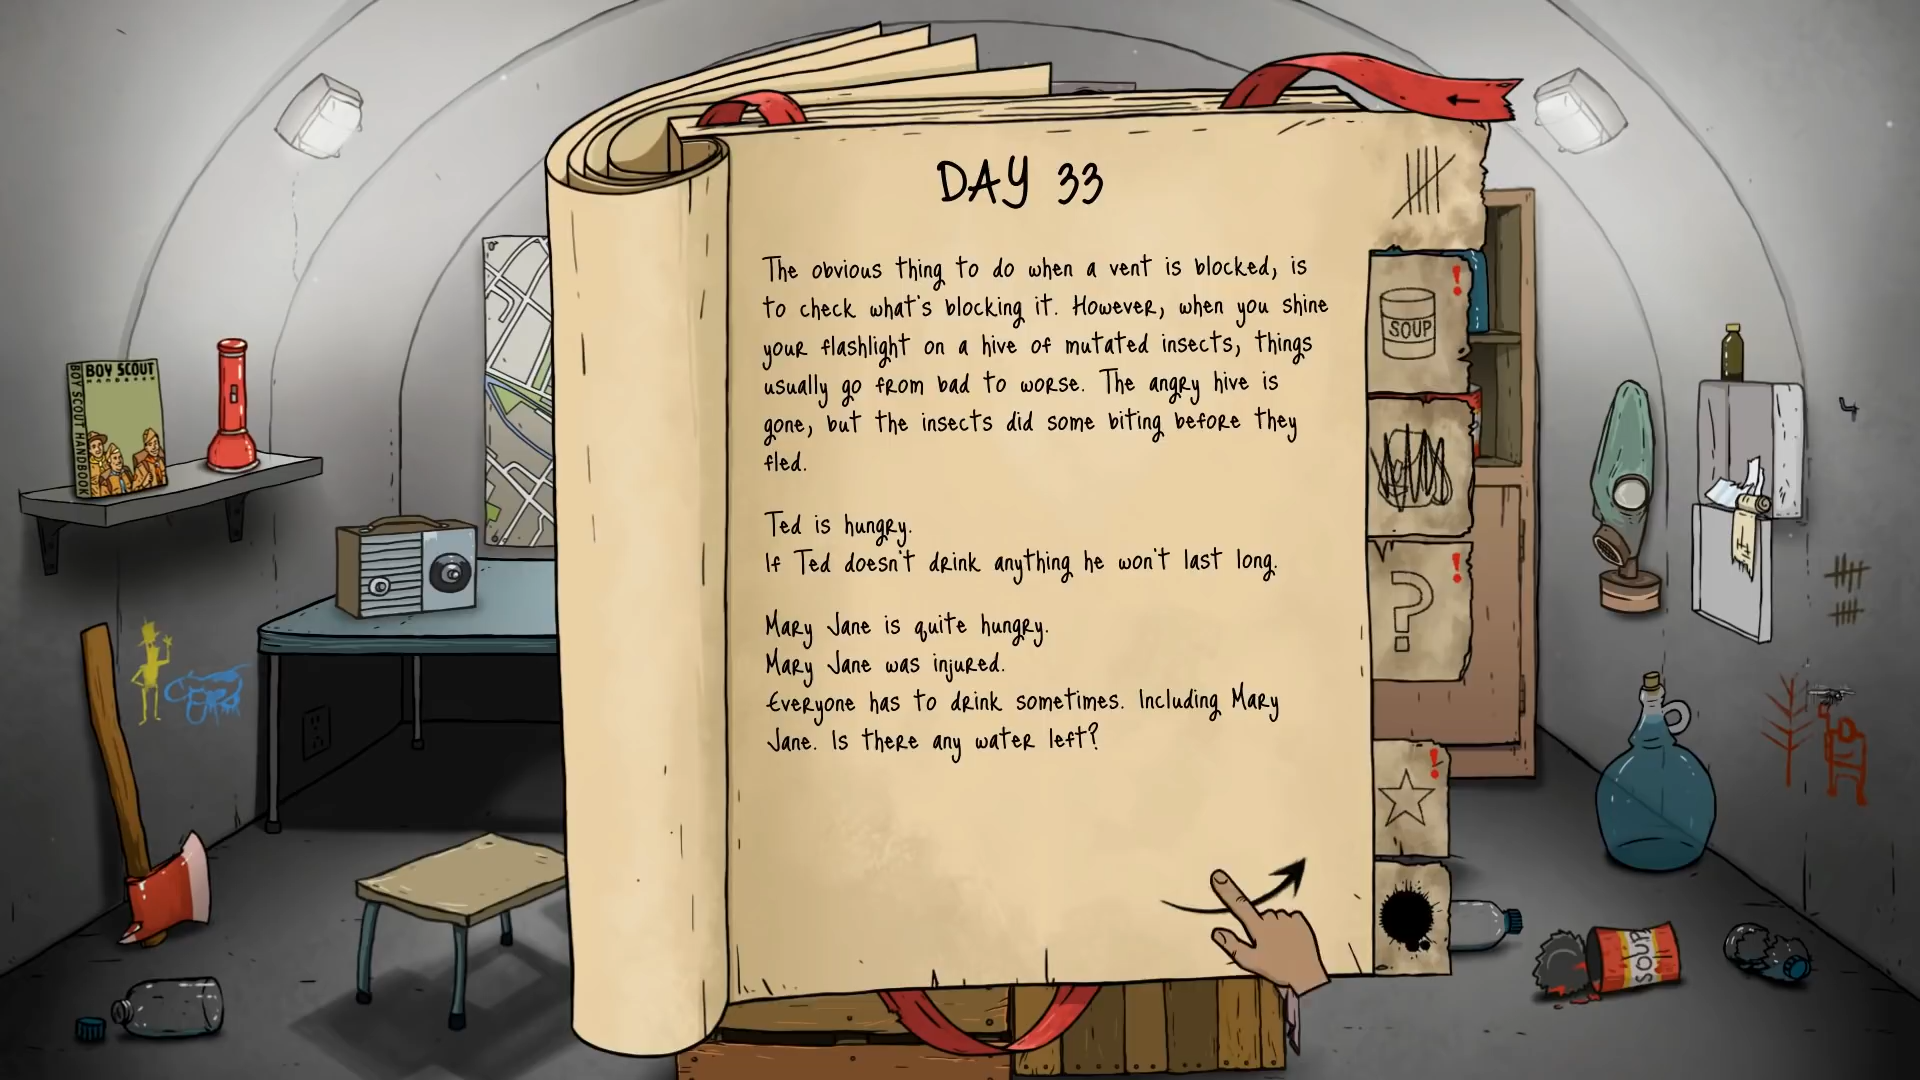 DAY 33
The obvious thing to do when a vent is blocked, is
to check what's blocking it. However, when you shine
your flashlight on a hive of mutated insects, things
usually go from bad to worse. The angry hive is
gone, but the insects did some biting before they
fled.
Ted is hungry.
If Ted doesn't drink anything he won't last long.
Mary Jane is quite hungry.
Mary Jane was injured.
Everyone has to drink sometimes. Including Mary
Jane. Is there any water left?
!
SOUP
!
?
!
BOY SCOUT
HANDBOOK
BOY SCOUT HANDBOOK
SOUP